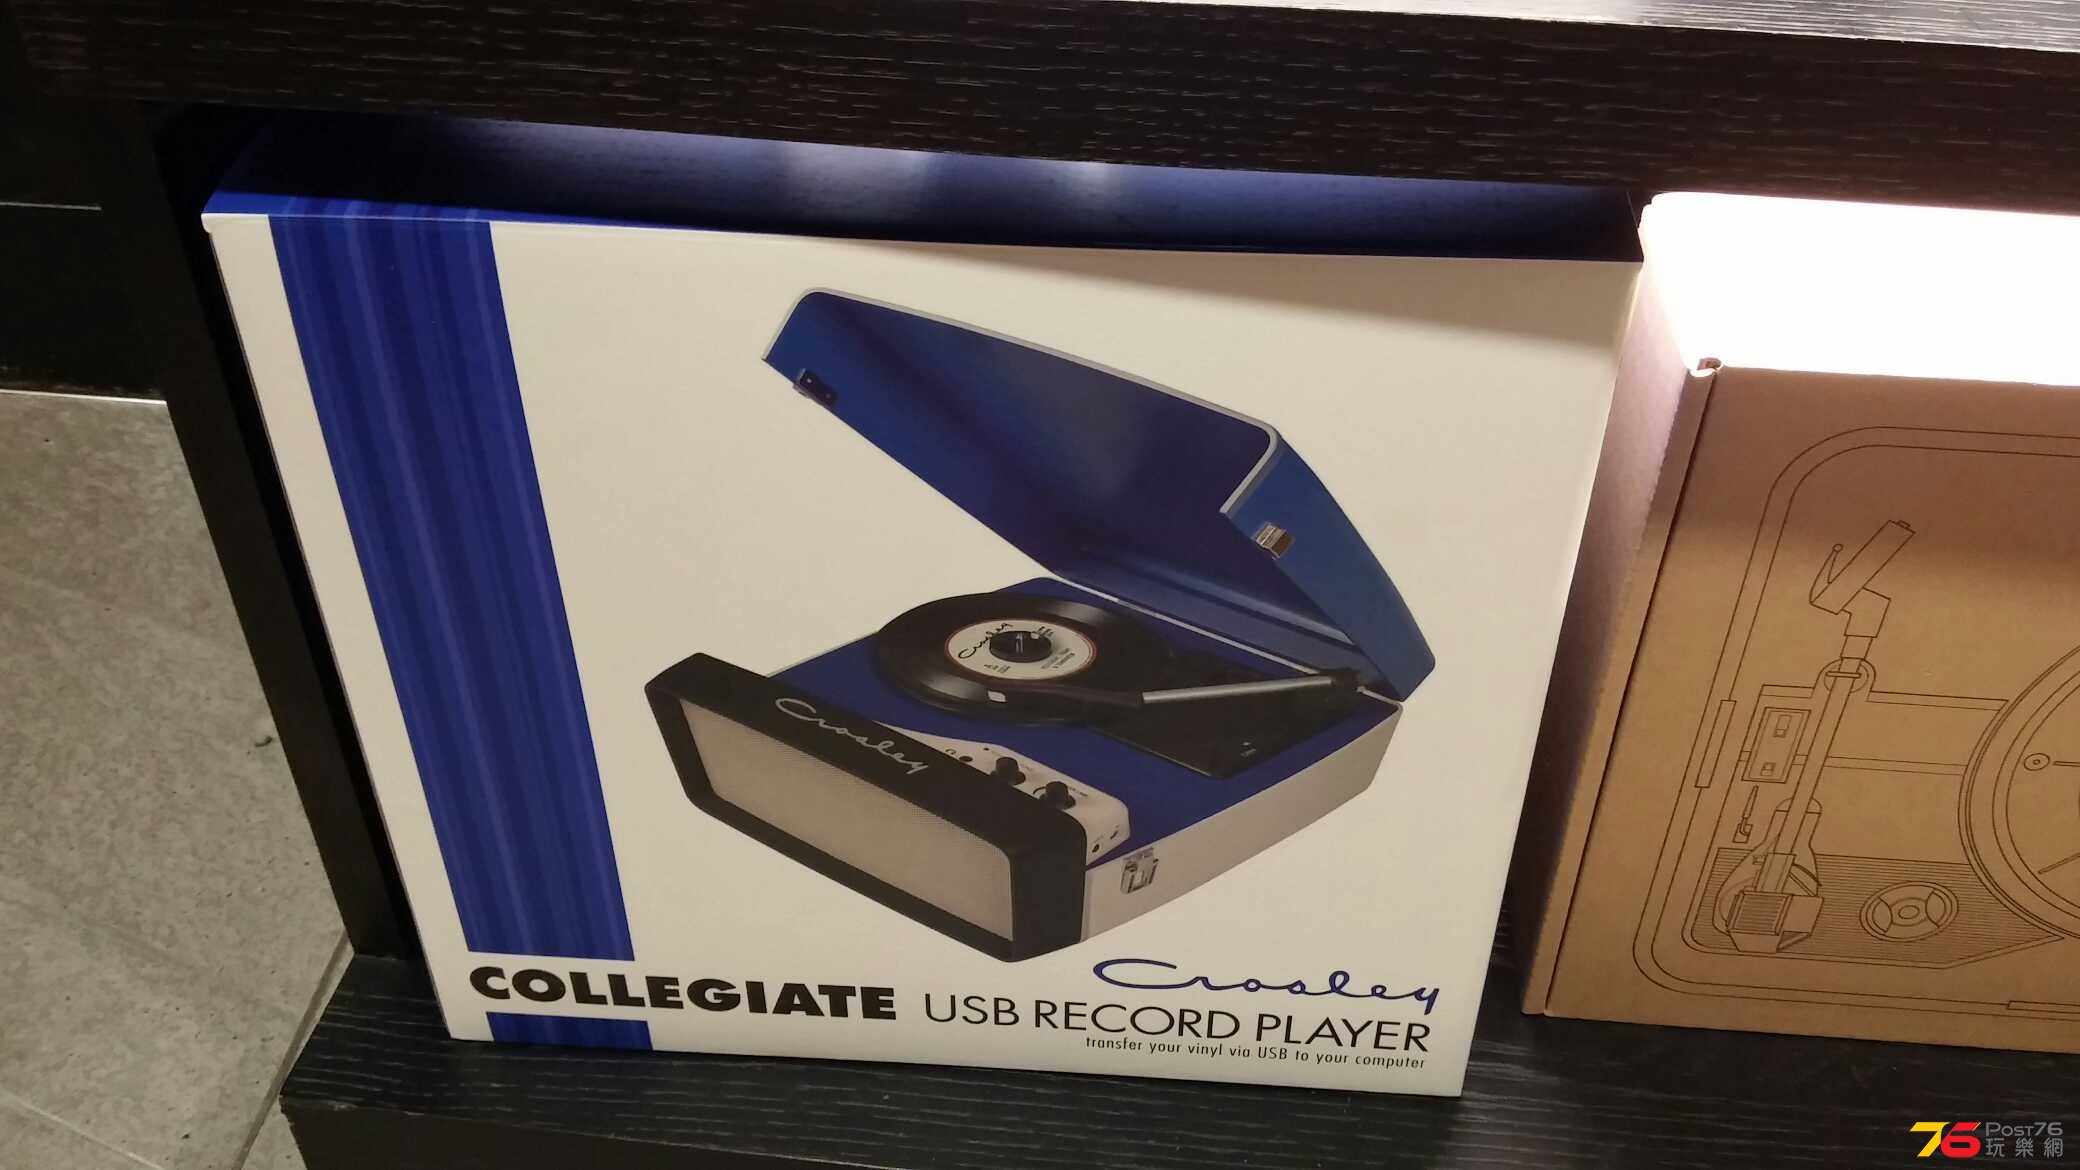 Crosley
Crosley
COLLEGIATE USB RECORD PLAYER
Crosley
transfer your vinyl via USB to your computer
76 POST76
玩樂網